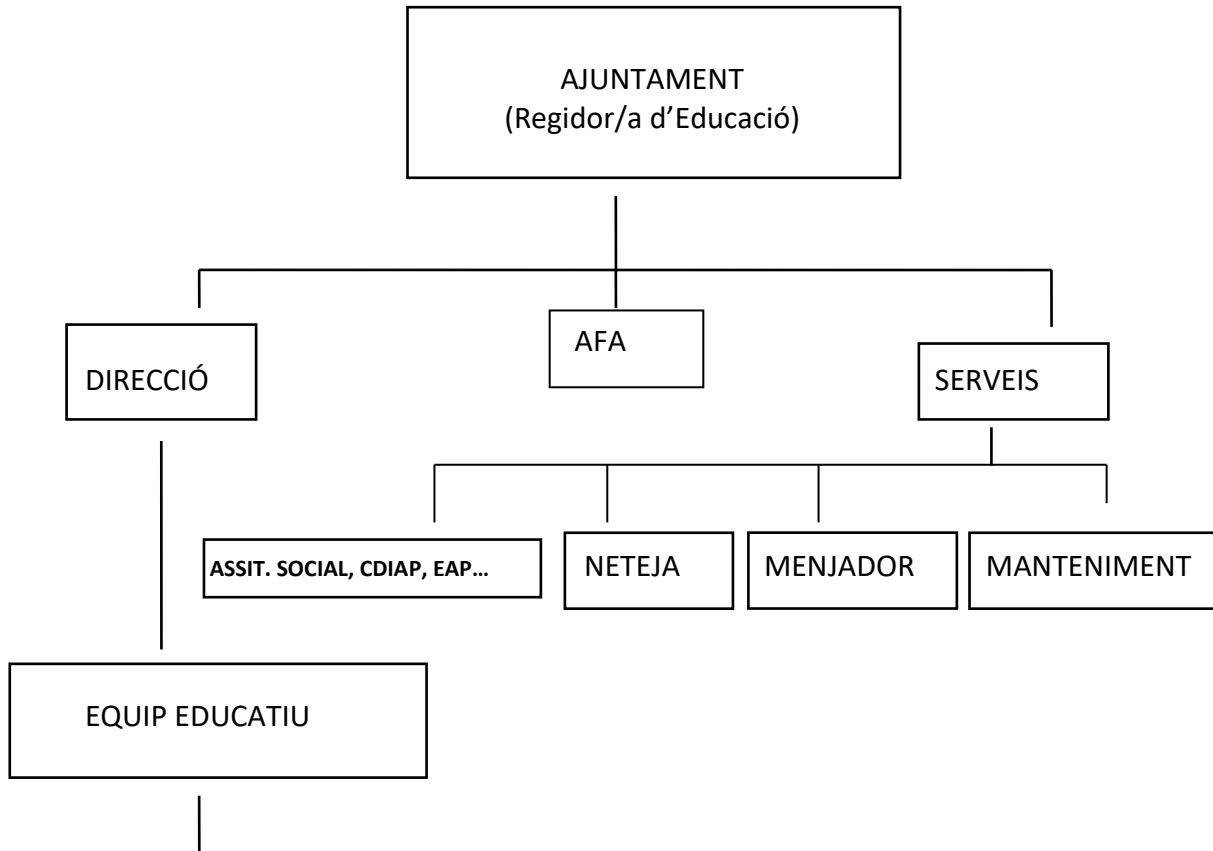 AJUNTAMENT
(Regidor/a d’Educació)
DIRECCIÓ
AFA
SERVEIS
ASSIT. SOCIAL, CDIAP, EAP...
NETEJA
MENJADOR
MANTENIMENT
EQUIP EDUCATIU